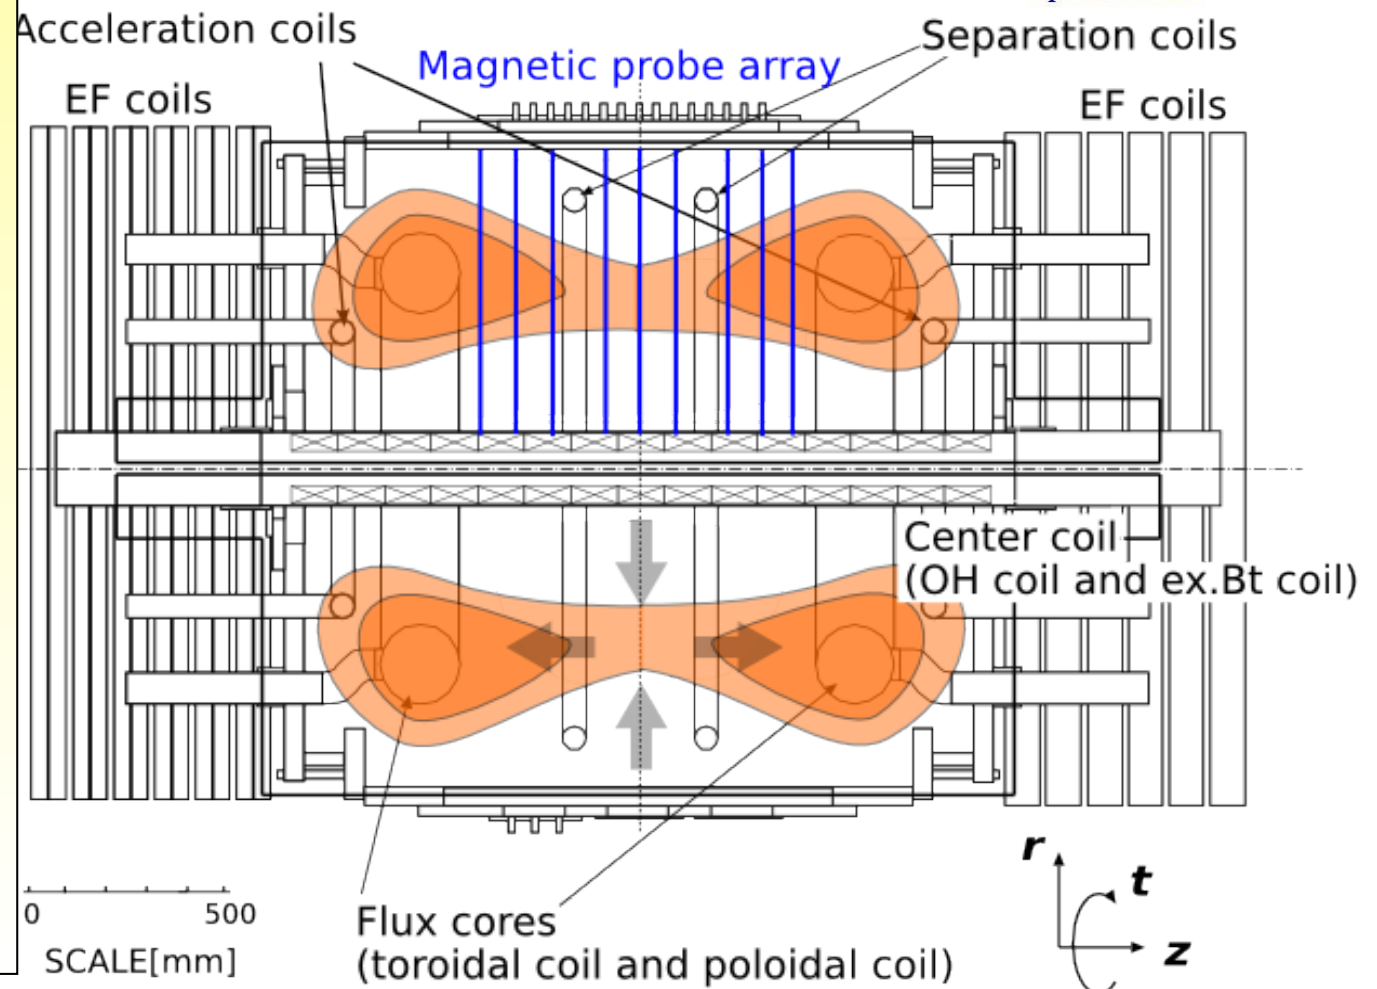 Acceleration coils
Separation coils
Magnetic probe array
EF coils
EF coils
Center coil
(OH coil and ex.Bt coil)
r
t
z
0
500
SCALE[mm]
Flux cores
(toroidal coil and poloidal coil)